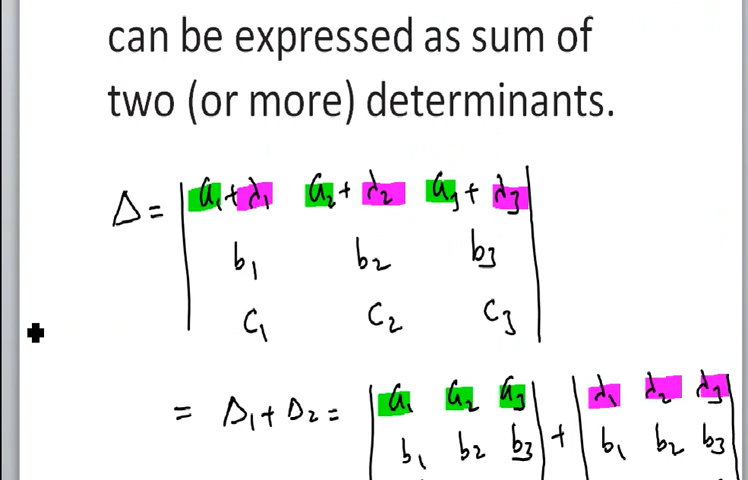 can be expressed as sum of
two (or more) determinants.
Δ = | a₁+λ₁ a₂+λ₂ a₃+λ₃ |
b₁ b₂ b₃
c₁ c₂ c₃
= Δ₁+Δ₂ = | a₁ a₂ a₃ | + | λ₁ λ₂ λ₃ |
b₁ b₂ b₃ b₁ b₂ b₃